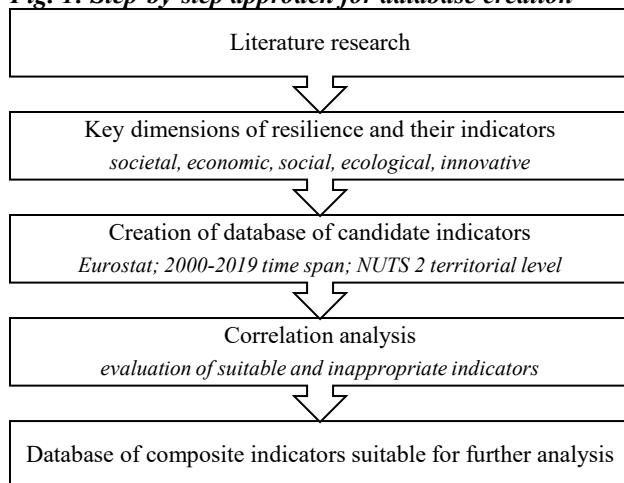 Fig. 1: Step-by-step approach for database creation
Literature research
Key dimensions of resilience and their indicators
societal, economic, social, ecological, innovative
Creation of database of candidate indicators
Eurostat; 2000-2019 time span; NUTS 2 territorial level
Correlation analysis
evaluation of suitable and inappropriate indicators
Database of composite indicators suitable for further analysis